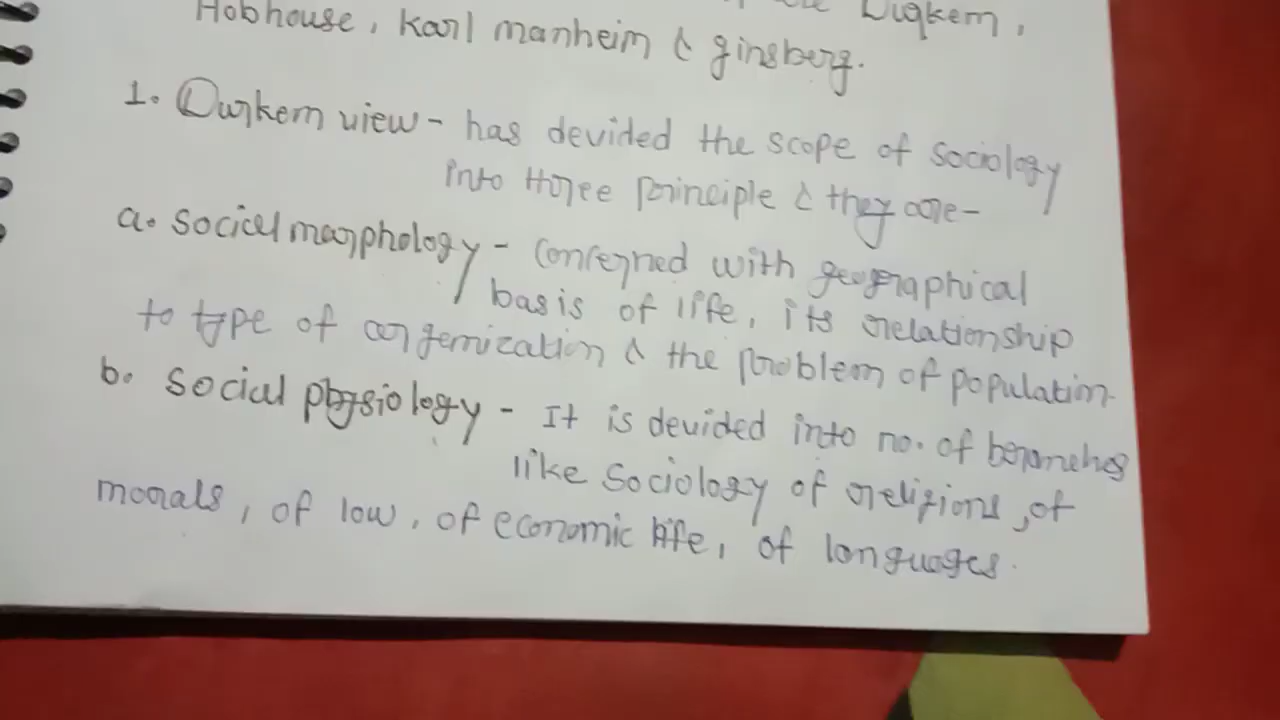 Durkem,
Hobhouse, Karl manheim & ginsberg.
1. Durkem view - has devided the scope of sociology
into three principle & they are-
a. social morphology - concerned with geographical
basis of life, its relationship
to type of orgenization & the problem of population.
b. Social physiology - It is devided into no. of branches
like sociology of religions, of
morals, of low, of economic life, of languages.